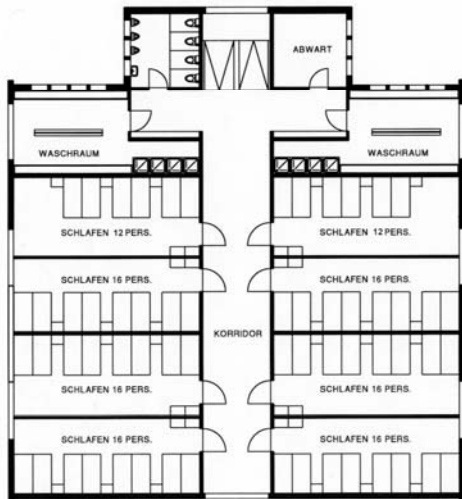 ABWART
WASCHRAUM
WASCHRAUM
SCHLAFEN 12 PERS.
SCHLAFEN 12 PERS.
SCHLAFEN 16 PERS.
SCHLAFEN 16 PERS.
KORRIDOR
SCHLAFEN 16 PERS.
SCHLAFEN 16 PERS.
SCHLAFEN 16 PERS.
SCHLAFEN 16 PERS.